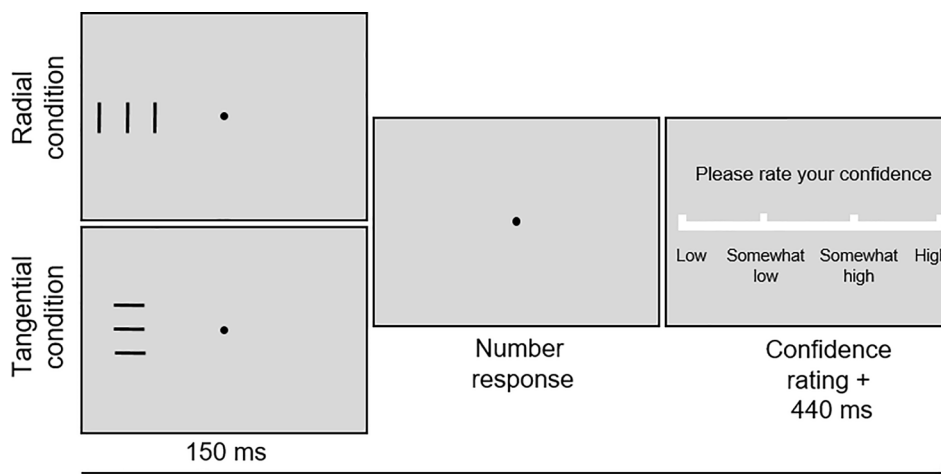 Radial
condition
Tangential
condition
150 ms
Number
response
Please rate your confidence
Low Somewhat low Somewhat high
Confidence
rating +
440 ms